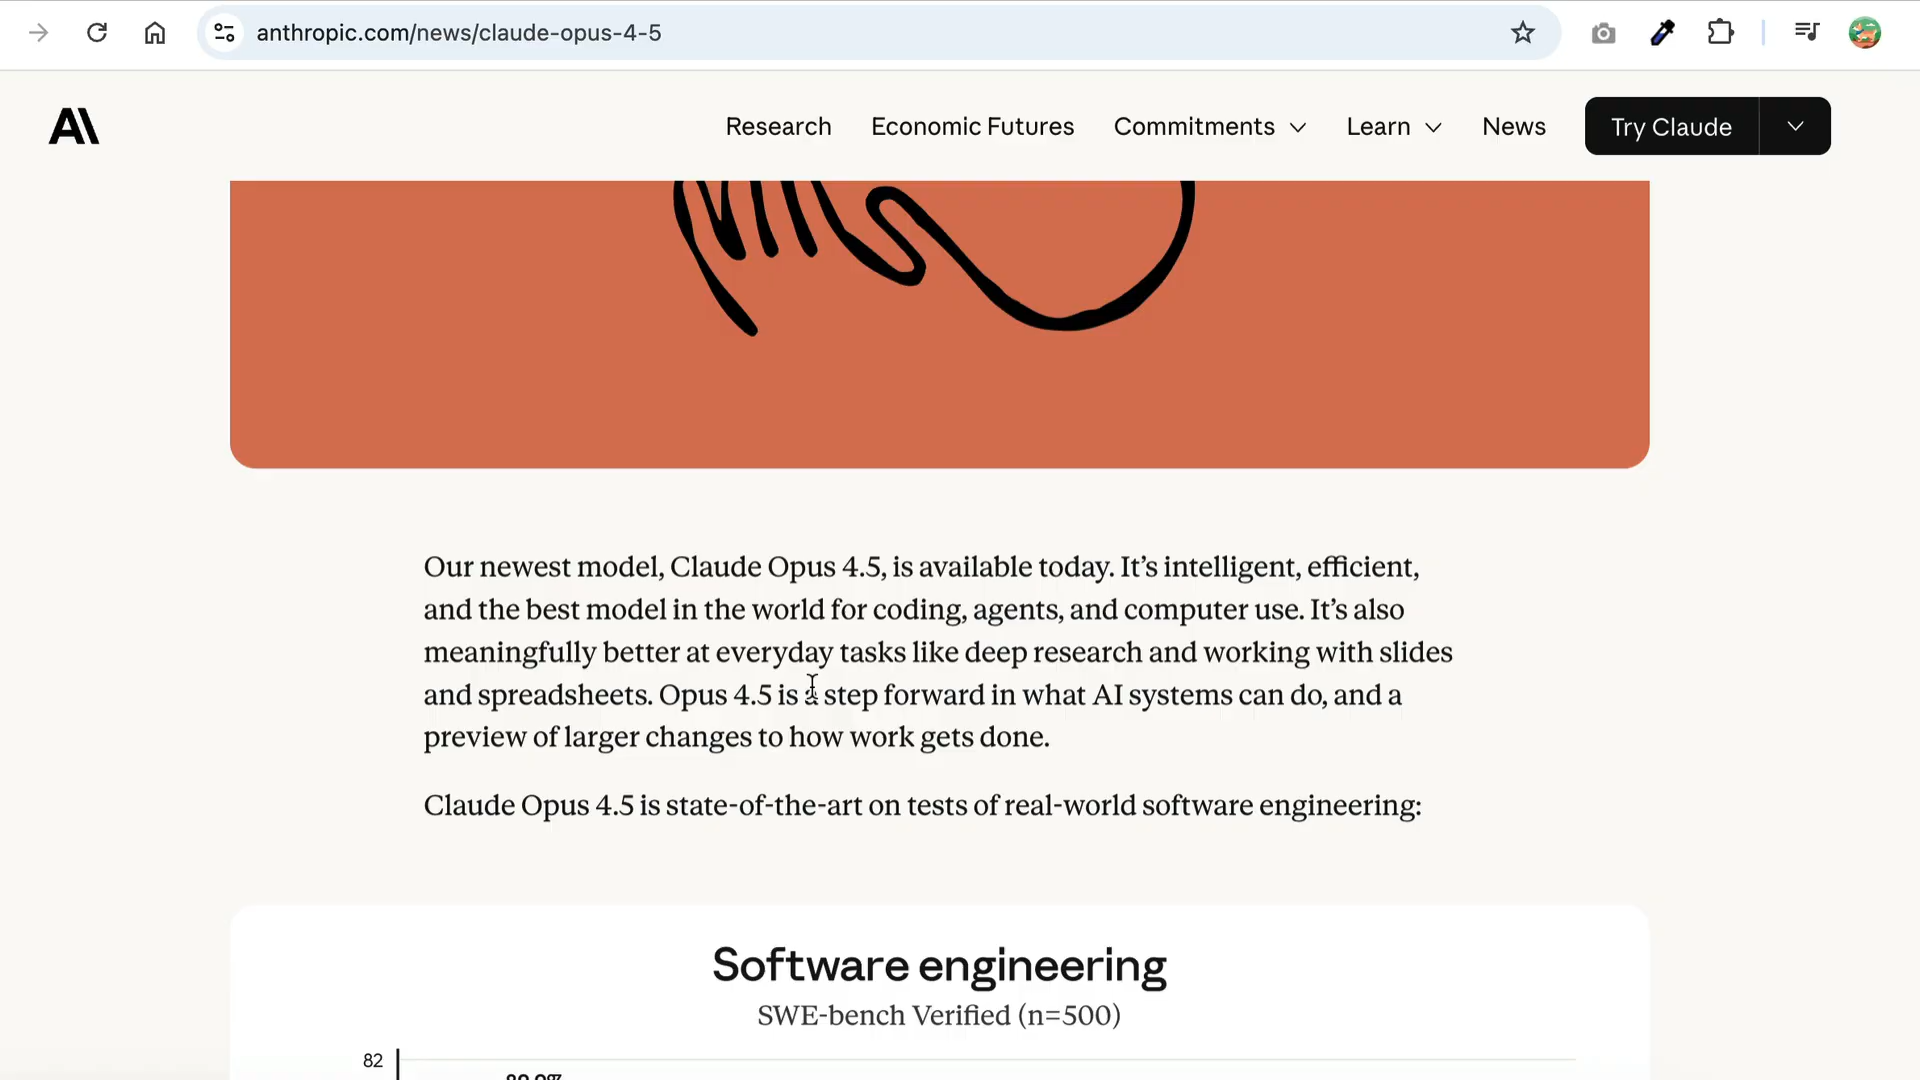 anthropic.com/news/claude-opus-4-5
Research Economic Futures Commitments Learn News Try Claude
Our newest model, Claude Opus 4.5, is available today. It’s intelligent, efficient,
and the best model in the world for coding, agents, and computer use. It’s also
meaningfully better at everyday tasks like deep research and working with slides
and spreadsheets. Opus 4.5 is a step forward in what AI systems can do, and a
preview of larger changes to how work gets done.
Claude Opus 4.5 is state-of-the-art on tests of real-world software engineering:
Software engineering
SWE-bench Verified (n=500)
82